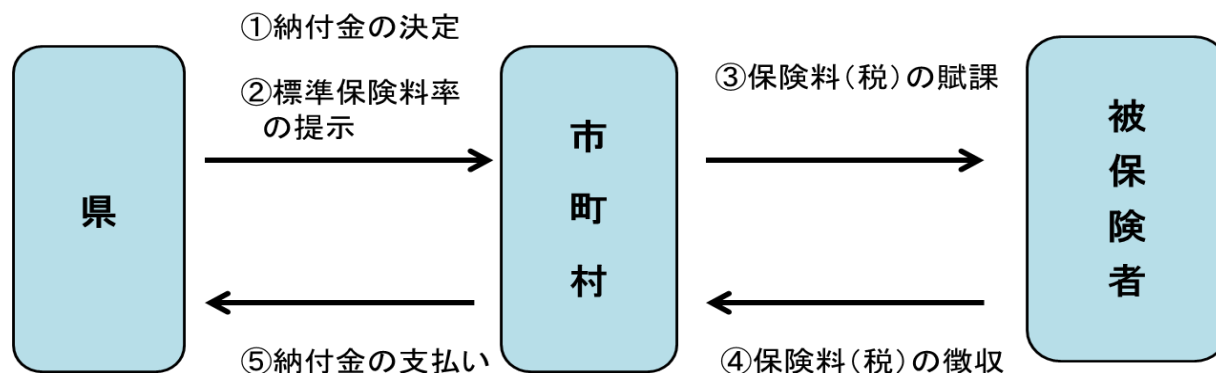 ①納付金の決定
②標準保険料率
の提示
③保険料(税)の賦課
県
市町村
被保険者
⑤納付金の支払い
④保険料(税)の徴収